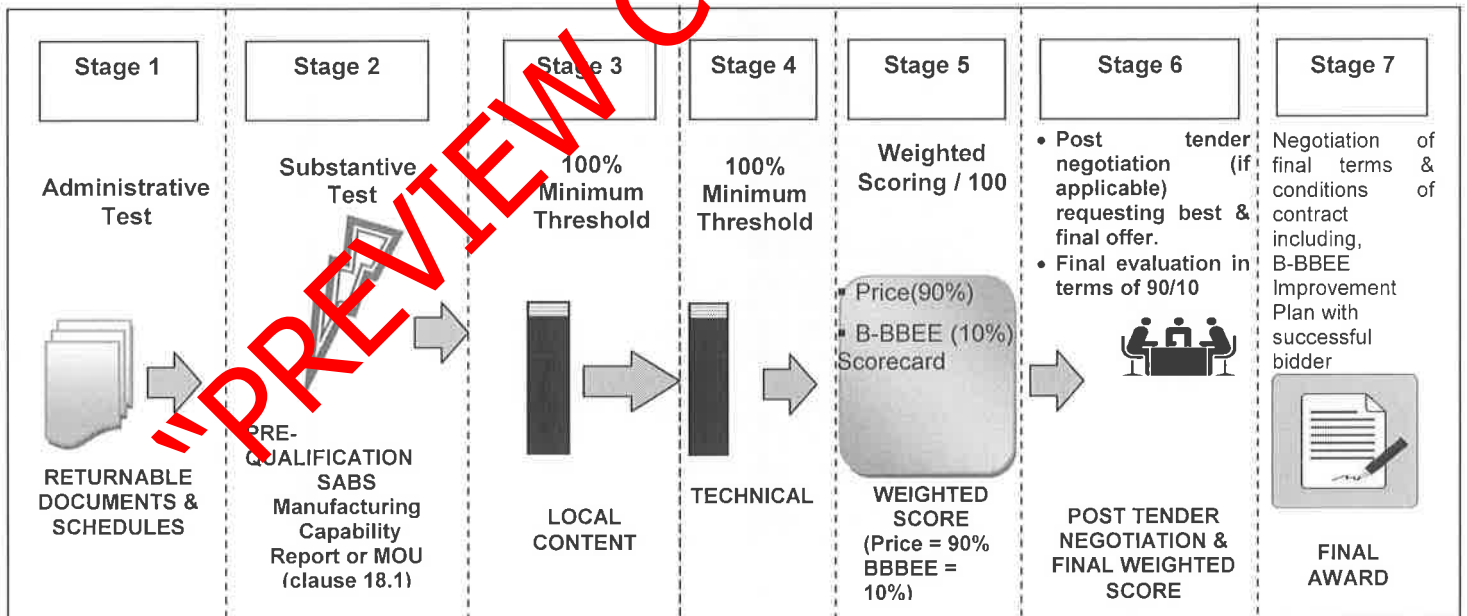 Stage 1
Administrative
Test
RETURNABLE
DOCUMENTS &
SCHEDULES
Stage 2
Substantive
Test
PRE-
QUALIFICATION
SABS
Manufacturing
Capability
Report or MOU
(clause 18.1)
Stage 3
100%
Minimum
Threshold
LOCAL
CONTENT
Stage 4
100%
Minimum
Threshold
TECHNICAL
Stage 5
Weighted
Scoring / 100
▪ Price(90%)
▪ B-BBEE (10%)
Scorecard
WEIGHTED
SCORE
(Price = 90%
BBBEE =
10%)
Stage 6
• Post tender
negotiation (if
applicable)
requesting best &
final offer.
• Final evaluation in
terms of 90/10
POST TENDER
NEGOTIATION &
FINAL WEIGHTED
SCORE
Stage 7
Negotiation of
final terms &
conditions of
contract
including,
B-BBEE
Improvement
Plan with
successful
bidder
FINAL
AWARD
"PREVIEW